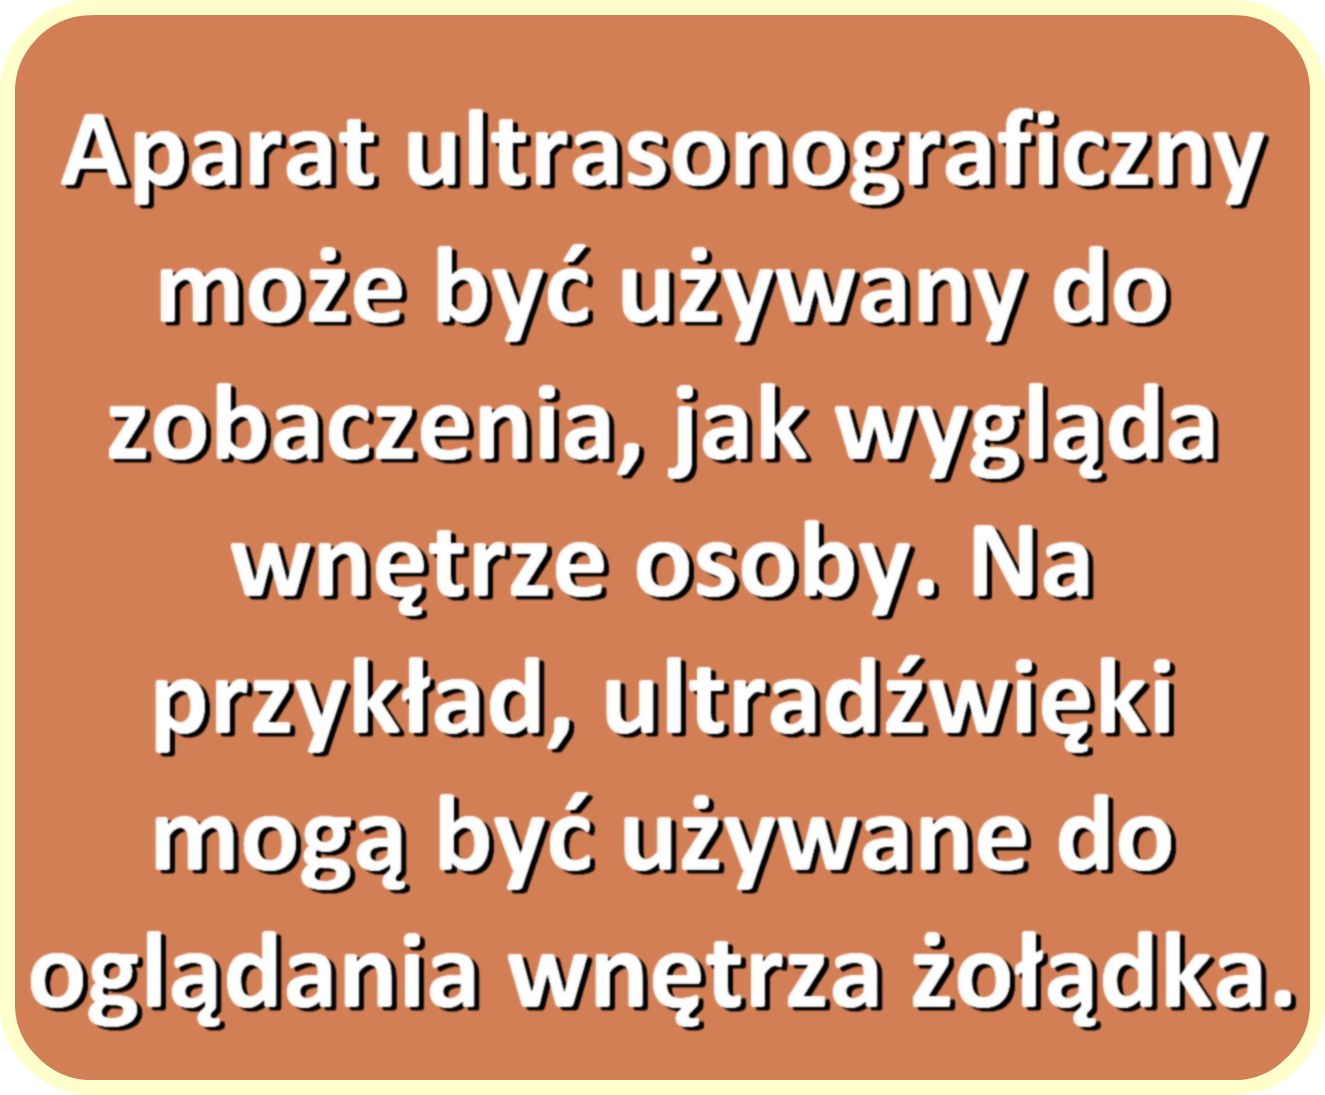 Aparat ultrasonograficzny
może być używany do
zobaczenia, jak wygląda
wnętrze osoby. Na
przykład, ultradźwięki
mogą być używane do
oglądania wnętrza żołądka.